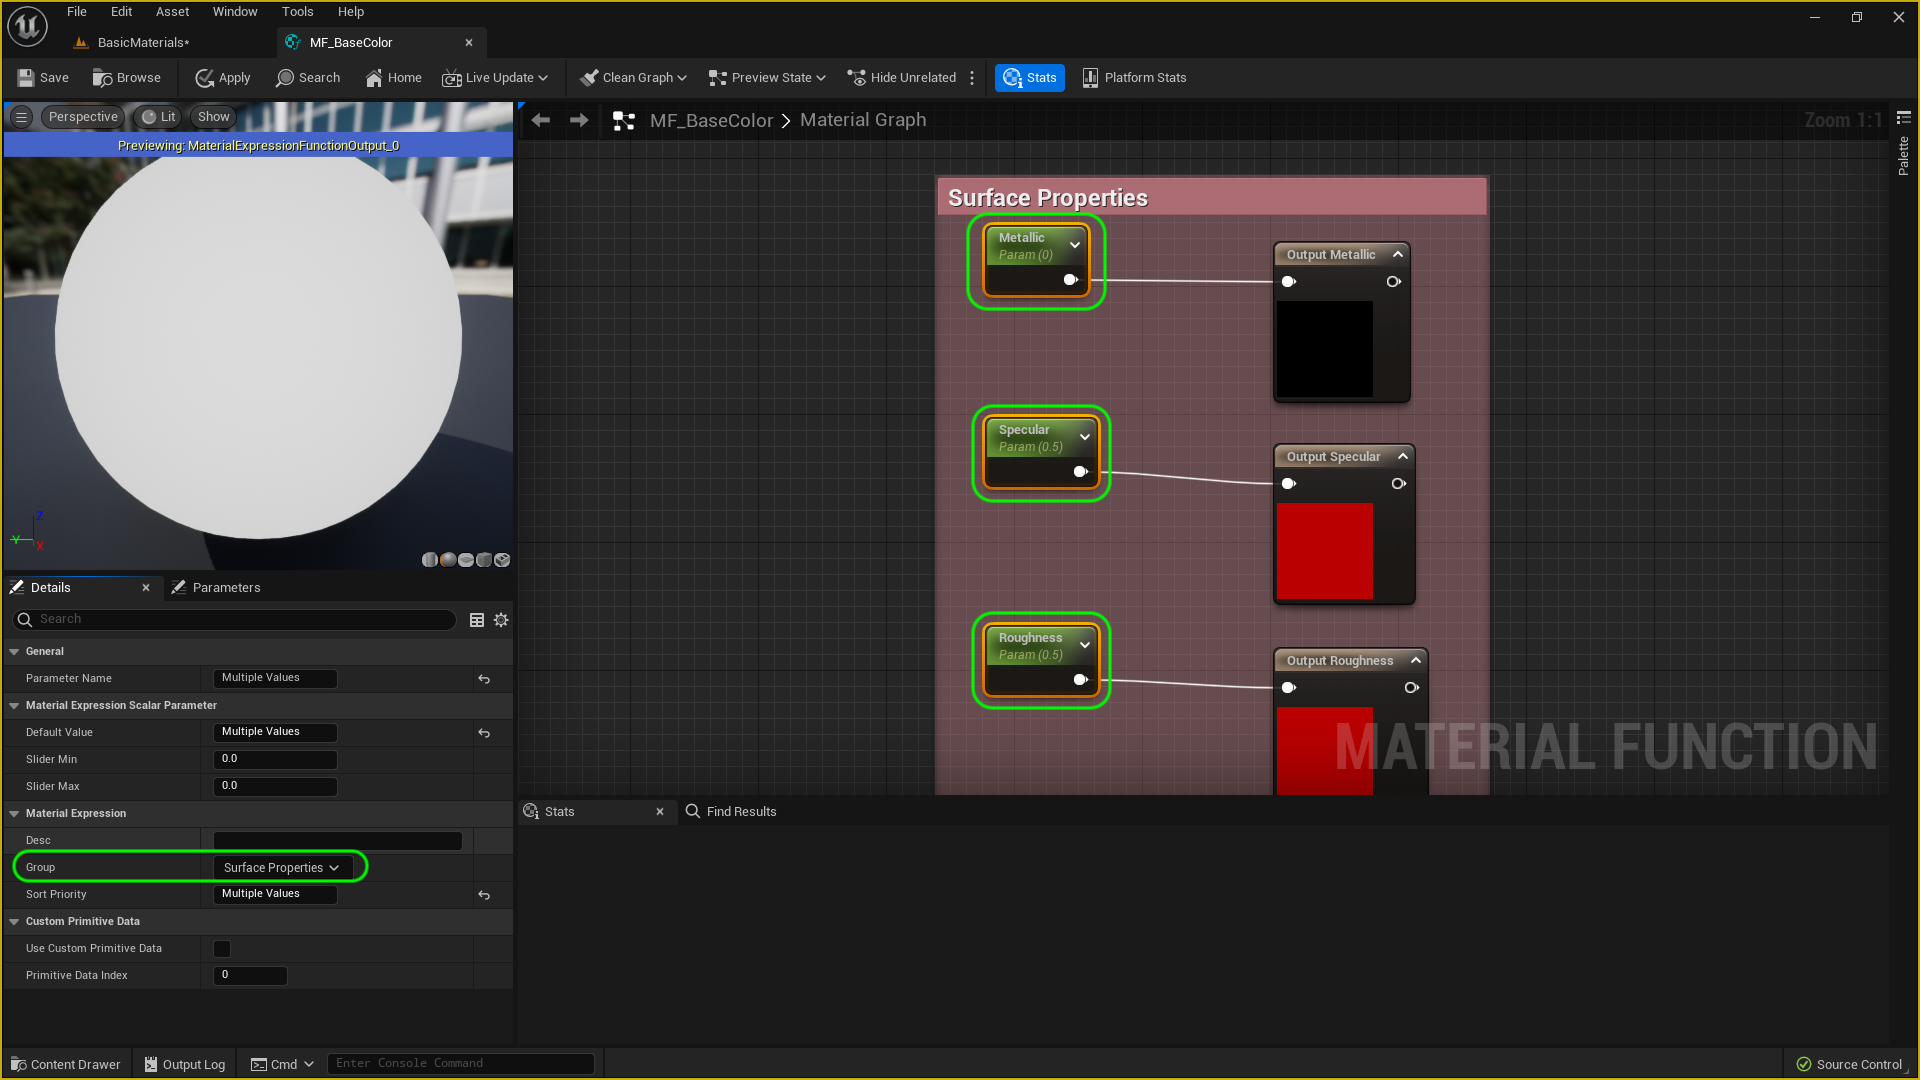 File Edit Asset Window Tools Help
BasicMaterials*
MF_BaseColor
Save Browse Apply Search Home Live Update Clean Graph Preview State Hide Unrelated Stats Platform Stats
Perspective Lit Show
Previewing: MaterialExpressionFunctionOutput_0
Z
Y
X
MF_BaseColor > Material Graph
Zoom 1:1
Palette
Surface Properties
Metallic
Param (0)
Output Metallic
Specular
Param (0.5)
Output Specular
Roughness
Param (0.5)
Output Roughness
MATERIAL FUNCTION
Details Parameters
Search
General
Parameter Name Multiple Values
Material Expression Scalar Parameter
Default Value Multiple Values
Slider Min 0.0
Slider Max 0.0
Material Expression
Desc
Group Surface Properties
Sort Priority Multiple Values
Custom Primitive Data
Use Custom Primitive Data
Primitive Data Index 0
Stats Find Results
Content Drawer Output Log Cmd Enter Console Command Source Control